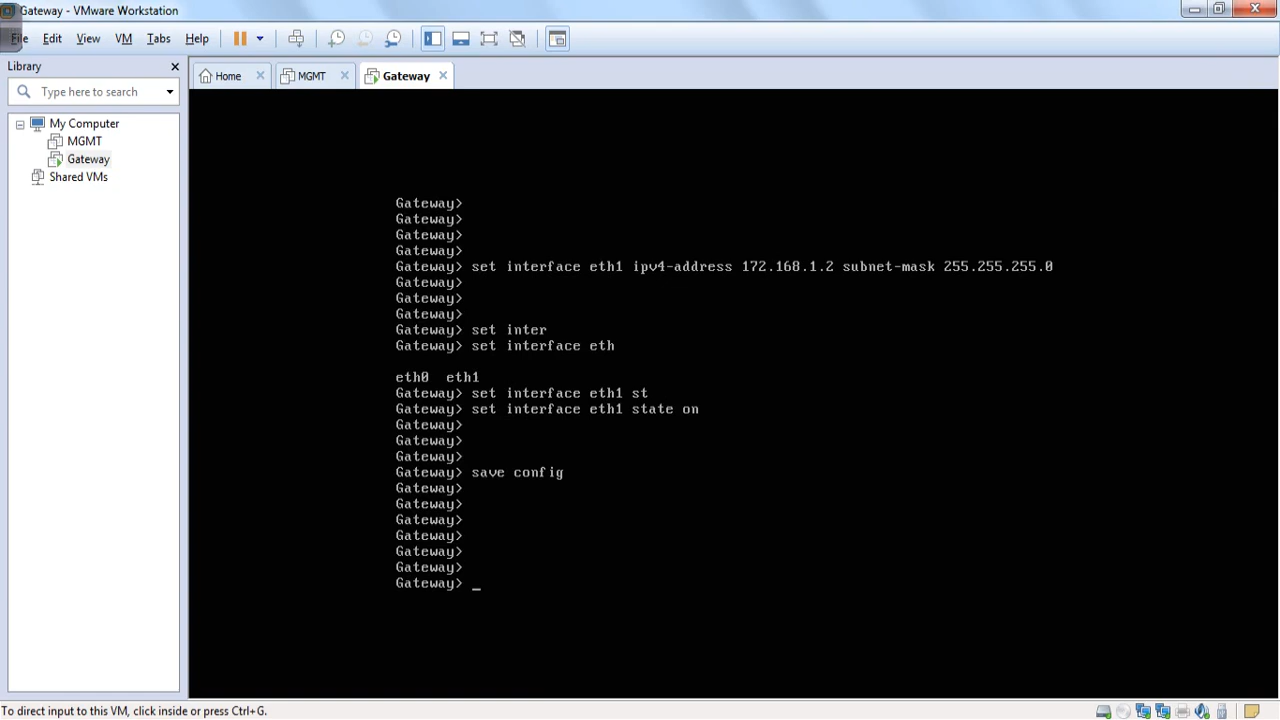 Gateway - VMware Workstation
File Edit View VM Tabs Help
Library
Type here to search
My Computer
MGMT
Gateway
Shared VMs
Home MGMT Gateway
Gateway>
Gateway>
Gateway>
Gateway>
Gateway> set interface eth1 ipv4-address 172.168.1.2 subnet-mask 255.255.255.0
Gateway>
Gateway>
Gateway>
Gateway> set inter
Gateway> set interface eth
eth0 eth1
Gateway> set interface eth1 st
Gateway> set interface eth1 state on
Gateway>
Gateway>
Gateway>
Gateway> save config
Gateway>
Gateway>
Gateway>
Gateway>
Gateway>
Gateway>
Gateway> _
To direct input to this VM, click inside or press Ctrl+G.